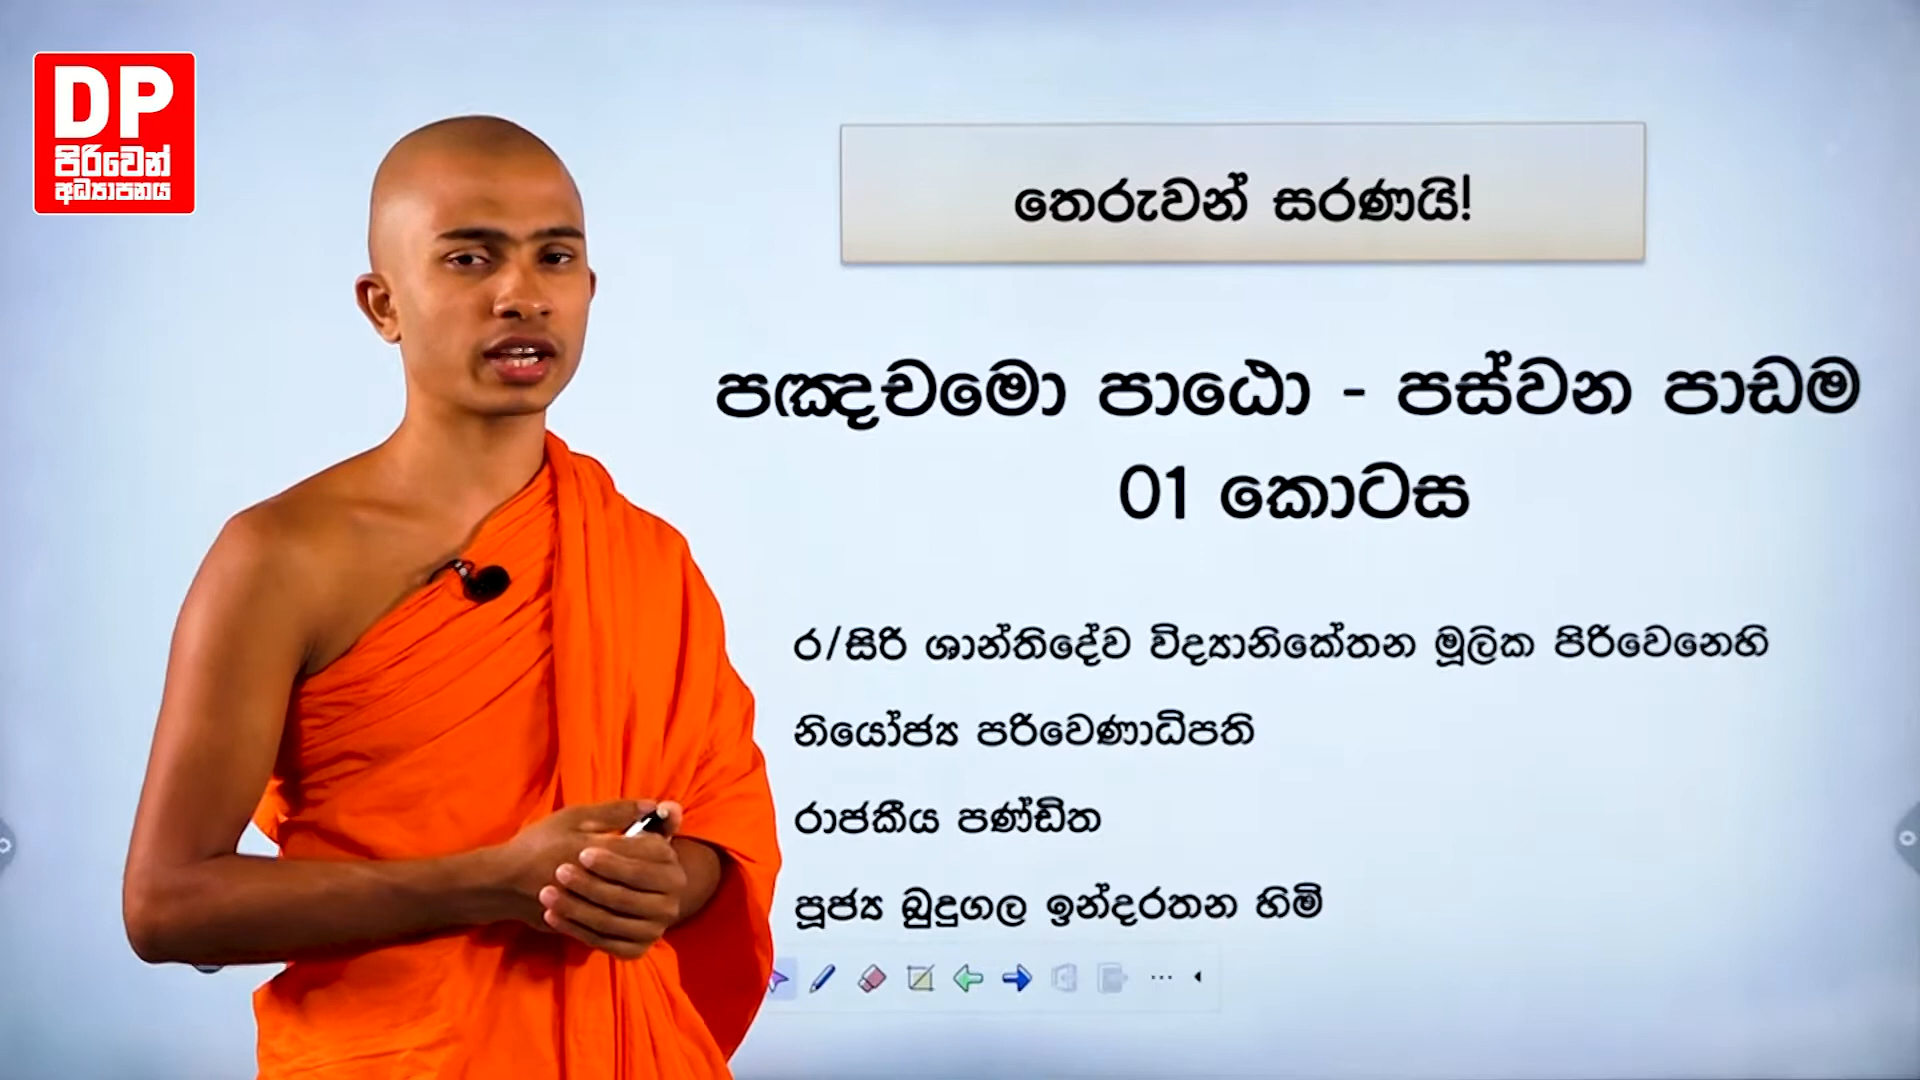 DP
පිරිවෙන්
අධ්‍යාපනය
තෙරුවන් සරණයි!
පඤ්චමො පාඨො - පස්වන පාඩම
01 කොටස
ර/සිරි ශාන්තිදේව විද්‍යානිකේතන මූලික පිරිවෙනෙහි
නියෝජ්‍ය පරිවෙණාධිපති
රාජකීය පණ්ඩිත
පූජ්‍ය බුදුගල ඉන්දරතන හිමි